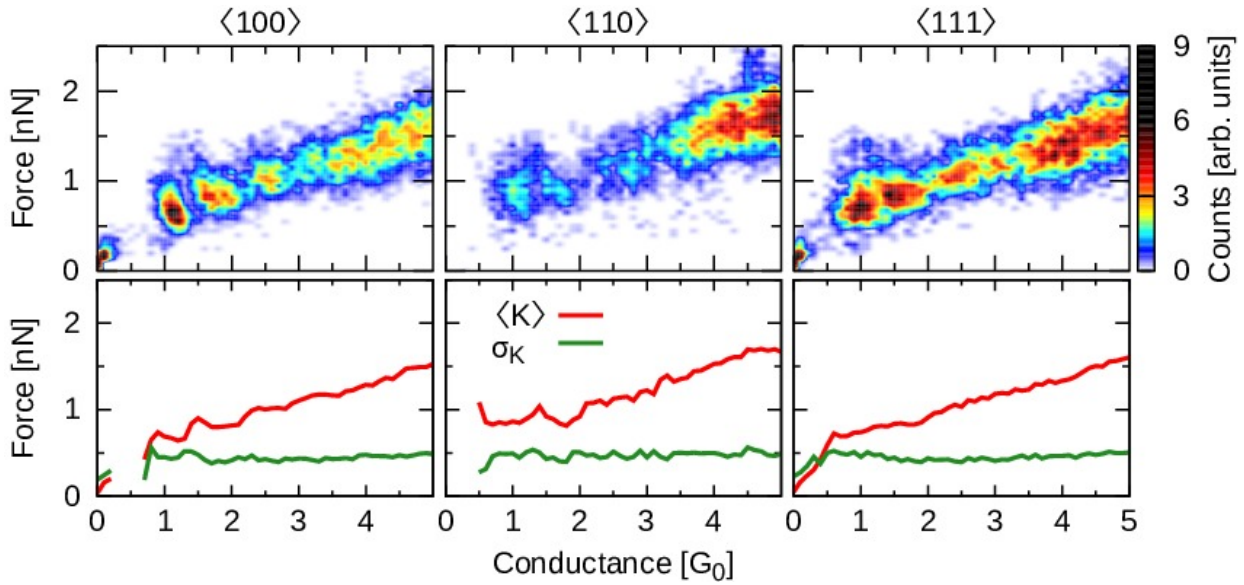 ⟨100⟩ ⟨110⟩ ⟨111⟩
Force [nN]
2
1
0
9
6
3
0
Counts [arb. units]
Force [nN]
2
1
0
⟨K⟩
σK
0 1 2 3 4 0 1 2 3 4 0 1 2 3 4 5
Conductance [G0]